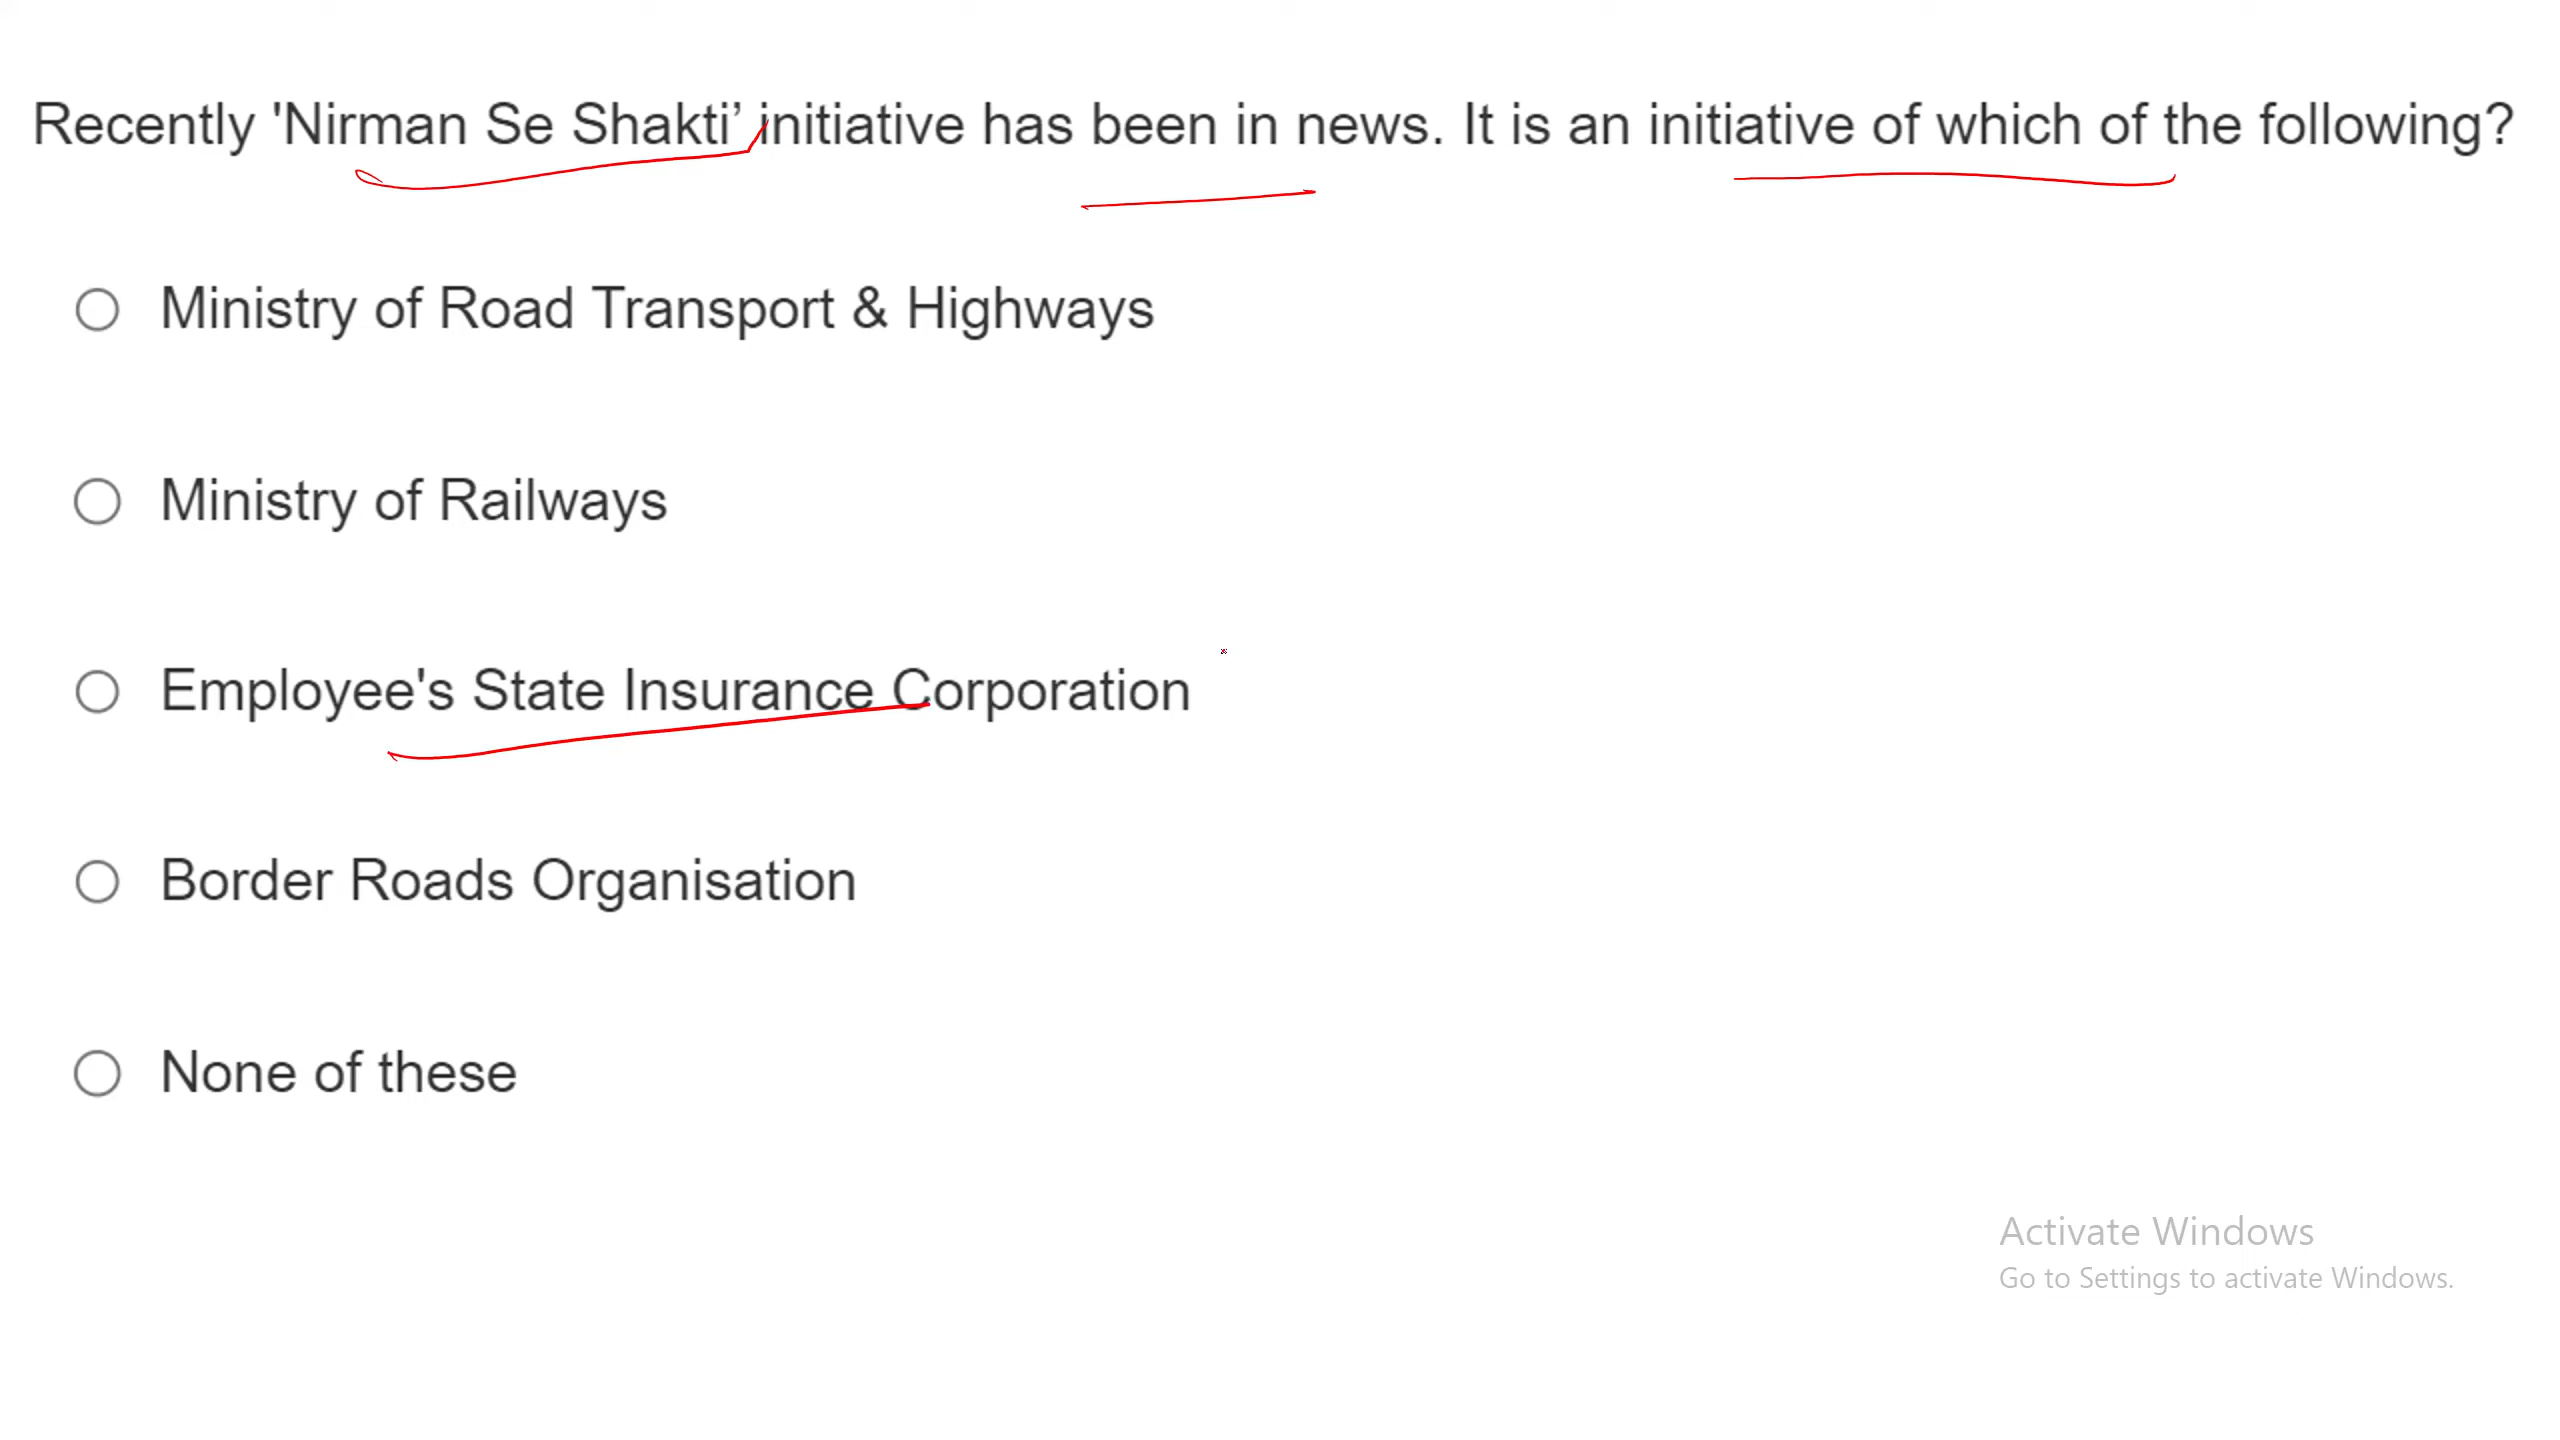 Recently 'Nirman Se Shakti’ initiative has been in news. It is an initiative of which of the following?
Ministry of Road Transport & Highways
Ministry of Railways
Employee's State Insurance Corporation
Border Roads Organisation
None of these
Activate Windows
Go to Settings to activate Windows.